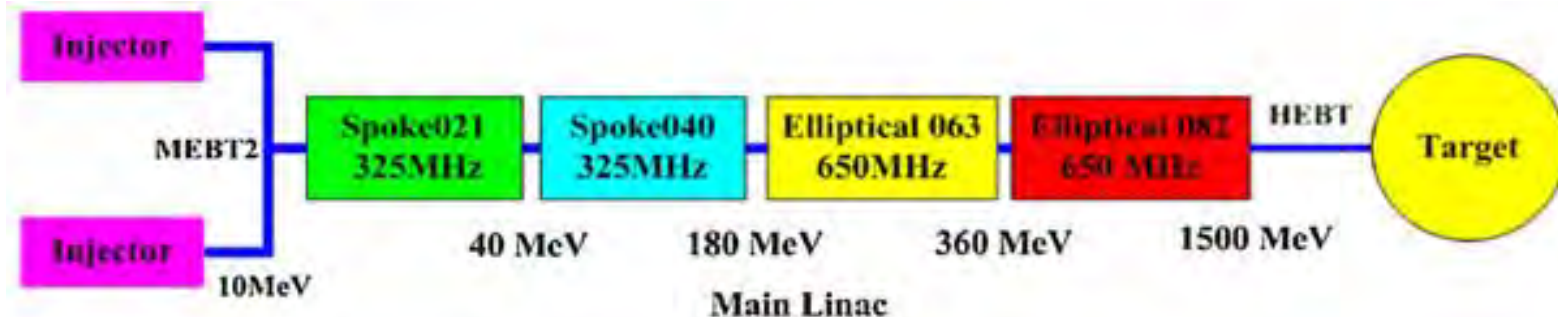 Injector
MEBT2
Injector
10MeV
Spoke021
325MHz
Spoke040
325MHz
Elliptical 063
650MHz
Elliptical 082
650 MHz
HEBT
Target
40 MeV
180 MeV
360 MeV
1500 MeV
Main Linac